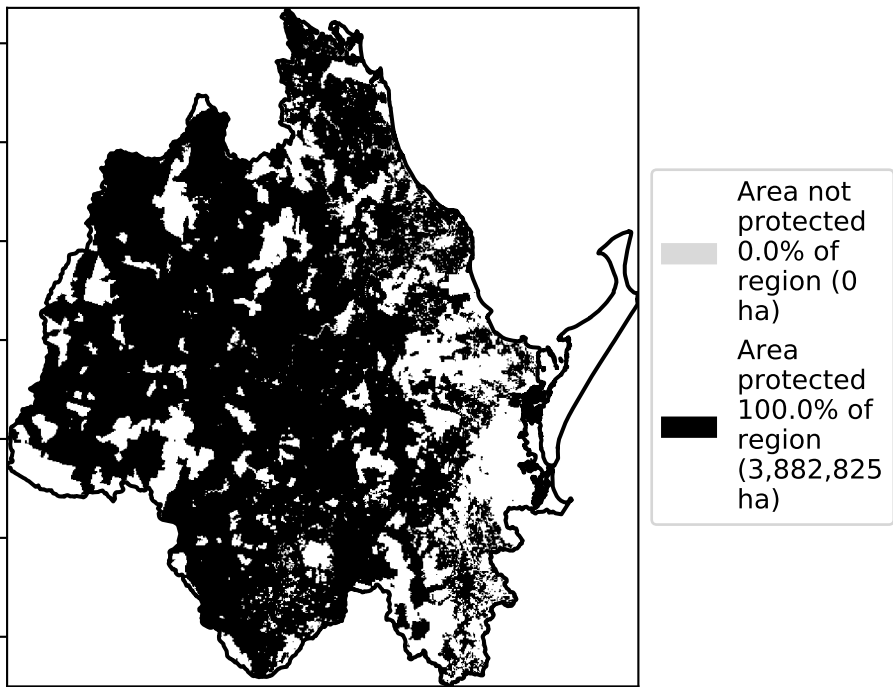 Area not
protected
0.0% of
region (0
ha)
Area
protected
100.0% of
region
(3,882,825
ha)